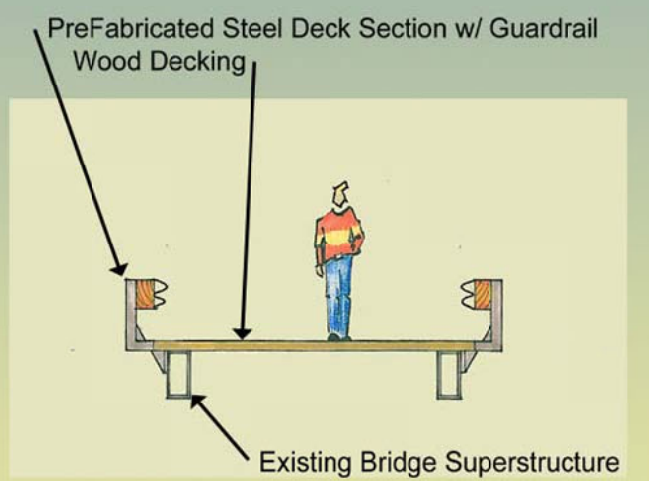 PreFabricated Steel Deck Section w/ Guardrail
Wood Decking
Existing Bridge Superstructure